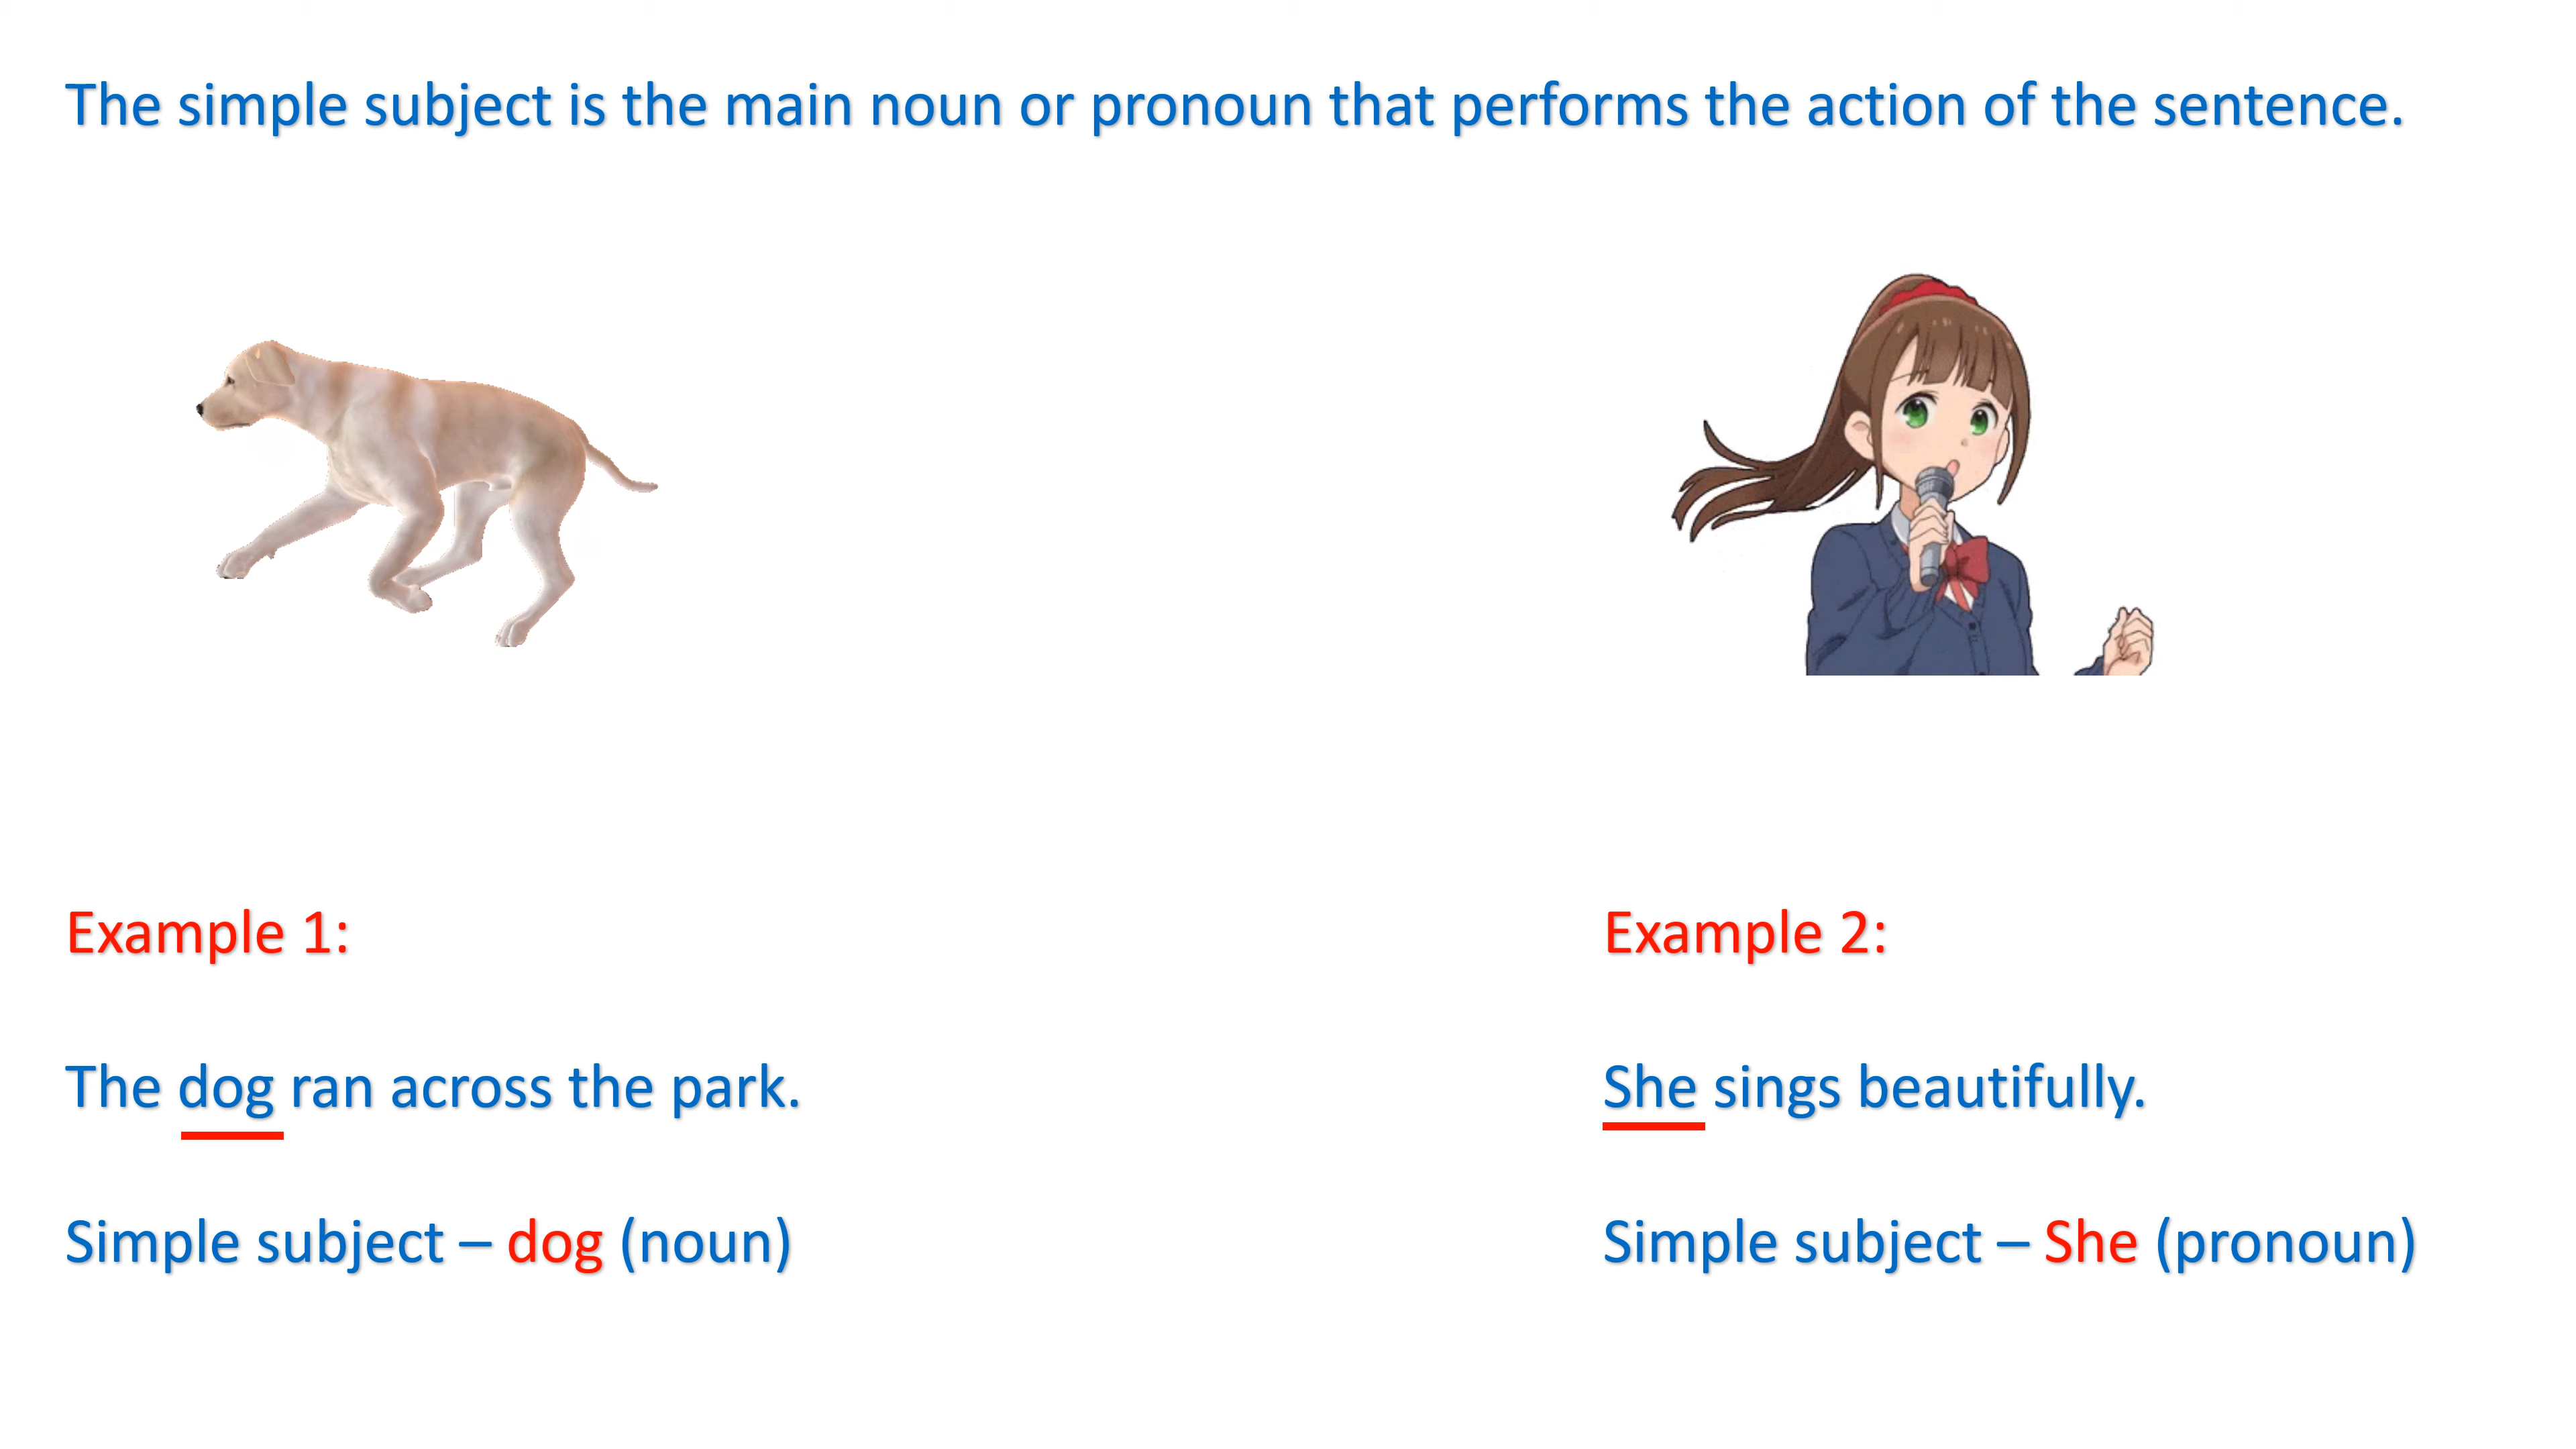 The simple subject is the main noun or pronoun that performs the action of the sentence.
Example 1:
The dog ran across the park.
Simple subject – dog (noun)
Example 2:
She sings beautifully.
Simple subject – She (pronoun)